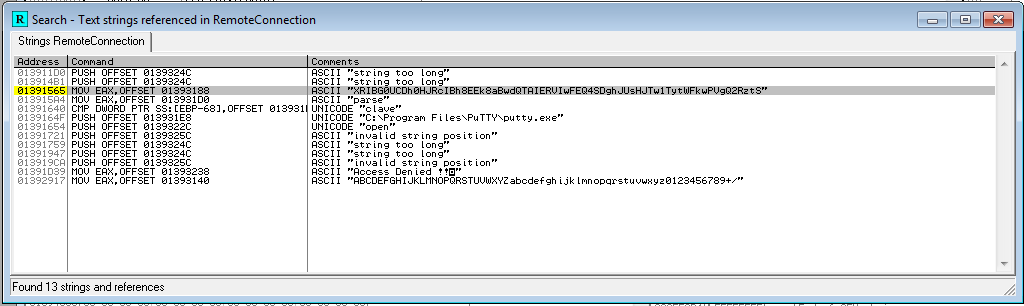 R Search - Text strings referenced in RemoteConnection
Strings RemoteConnection
Address Command Comments
013911D0 PUSH OFFSET 0139324C ASCII "string too long"
013914B1 PUSH OFFSET 0139324C ASCII "string too long"
01391565 MOV EAX,OFFSET 01393188 ASCII "XRIBG0UCDh0HJRcIBh8EEk8aBwdQTAIERVIwFEQ4SDghJUsHJTw1TytWFkwPVgQ2RztS"
013915A4 MOV EAX,OFFSET 013931D0 ASCII "parse"
01391640 CMP DWORD PTR SS:[EBP-68],OFFSET 013931 UNICODE "clave"
0139164F PUSH OFFSET 013931E8 UNICODE "C:\Program Files\PuTTY\putty.exe"
01391654 PUSH OFFSET 0139322C UNICODE "open"
01391721 PUSH OFFSET 0139325C ASCII "invalid string position"
01391759 PUSH OFFSET 0139324C ASCII "string too long"
01391947 PUSH OFFSET 0139324C ASCII "string too long"
013919CA PUSH OFFSET 0139325C ASCII "invalid string position"
01391D39 MOV EAX,OFFSET 01393238 ASCII "Access Denied !!◘"
01392917 MOV EAX,OFFSET 01393140 ASCII "ABCDEFGHIJKLMNOPQRSTUVWXYZabcdefghijklmnopqrstuvwxyz0123456789+/"
Found 13 strings and references